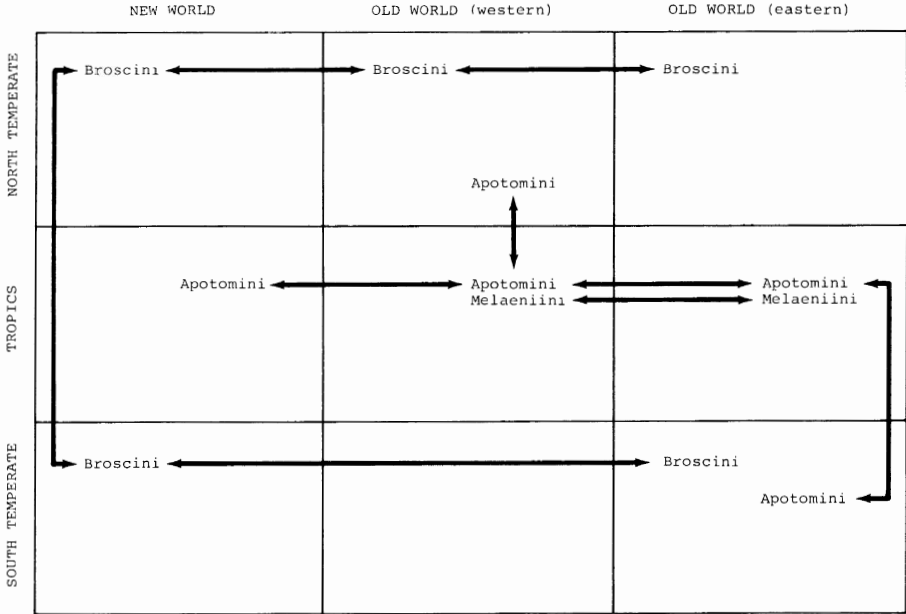 NEW WORLD OLD WORLD (western) OLD WORLD (eastern)
NORTH TEMPERATE
Broscini Broscini Broscini
Apotomini
TROPICS
Apotomini Apotomini Apotomini
Melaeniini Melaeniini
SOUTH TEMPERATE
Broscini Broscini
Apotomini